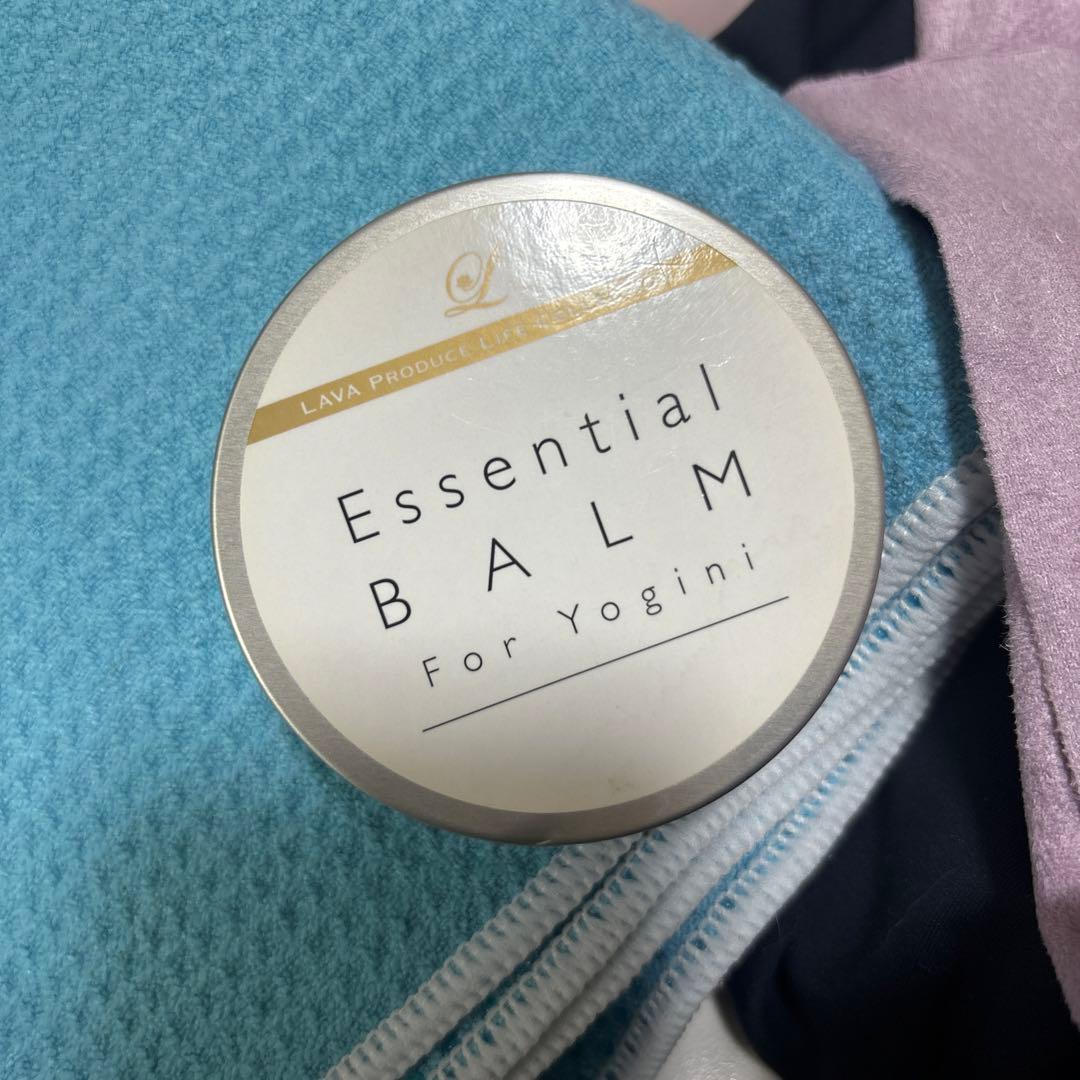 L
LAVA PRODUCE LIFE
Essential
BALM
For Yogini